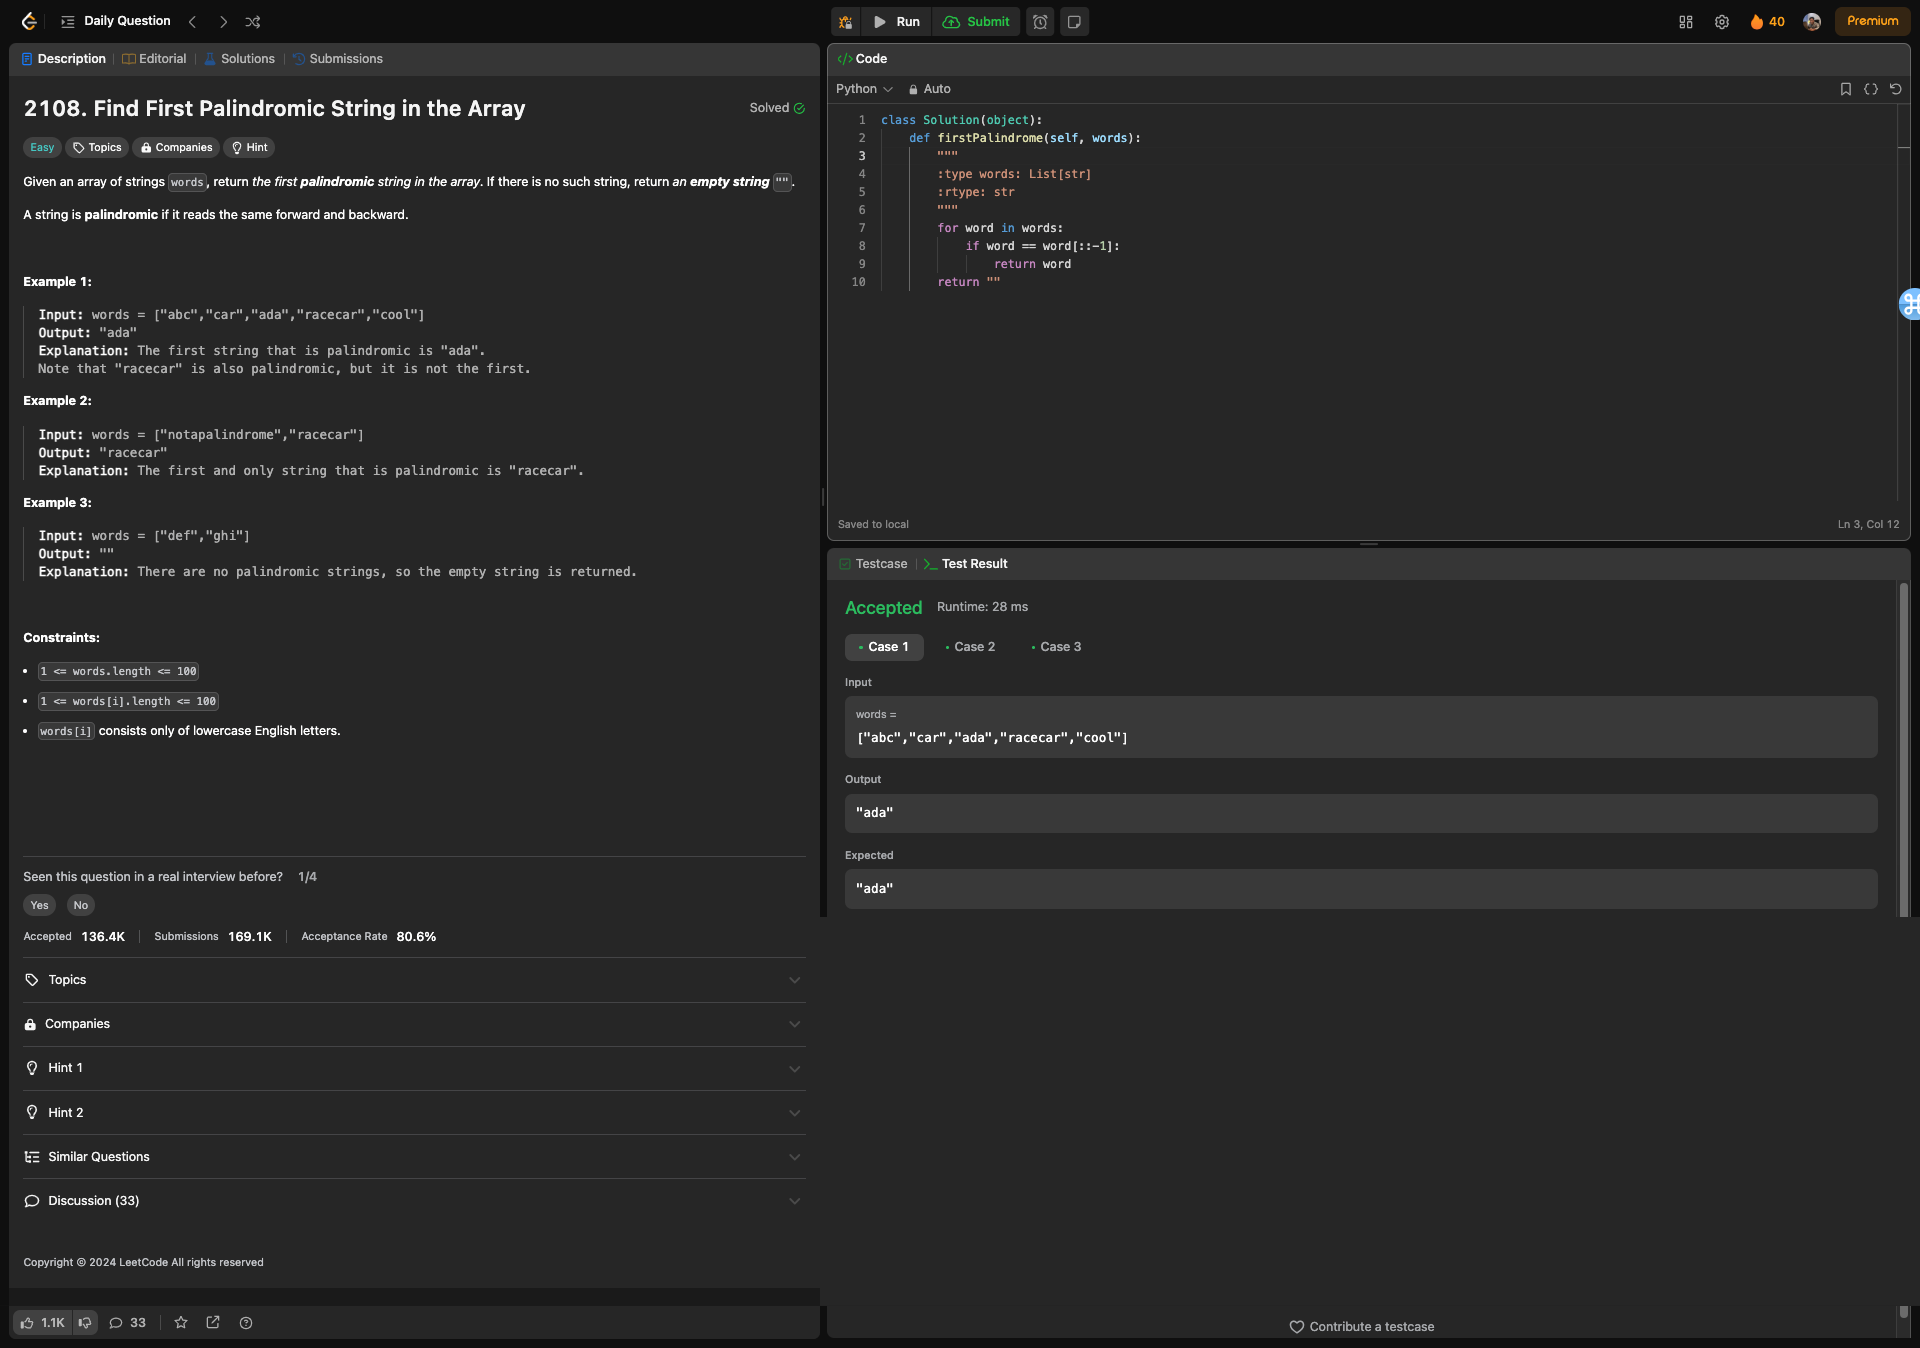 Daily Question
Run
Submit
40
Premium
Description
Editorial
Solutions
Submissions
2108. Find First Palindromic String in the Array
Solved
Easy
Topics
Companies
Hint
Given an array of strings words, return the first palindromic string in the array. If there is no such string, return an empty string "".
A string is palindromic if it reads the same forward and backward.
Example 1:
Input: words = ["abc","car","ada","racecar","cool"]
Output: "ada"
Explanation: The first string that is palindromic is "ada".
Note that "racecar" is also palindromic, but it is not the first.
Example 2:
Input: words = ["notapalindrome","racecar"]
Output: "racecar"
Explanation: The first and only string that is palindromic is "racecar".
Example 3:
Input: words = ["def","ghi"]
Output: ""
Explanation: There are no palindromic strings, so the empty string is returned.
Constraints:
• 1 <= words.length <= 100
• 1 <= words[i].length <= 100
• words[i] consists only of lowercase English letters.
Seen this question in a real interview before? 1/4
Yes
No
Accepted 136.4K
Submissions 169.1K
Acceptance Rate 80.6%
Topics
Companies
Hint 1
Hint 2
Similar Questions
Discussion (33)
Copyright © 2024 LeetCode All rights reserved
1.1K
33
</> Code
Python
Auto
1 class Solution(object):
2     def firstPalindrome(self, words):
3         """
4         :type words: List[str]
5         :rtype: str
6         """
7         for word in words:
8             if word == word[::-1]:
9                 return word
10         return ""
Saved to local
Ln 3, Col 12
Testcase
Test Result
Accepted
Runtime: 28 ms
Case 1
Case 2
Case 3
Input
words =
["abc","car","ada","racecar","cool"]
Output
"ada"
Expected
"ada"
Contribute a testcase